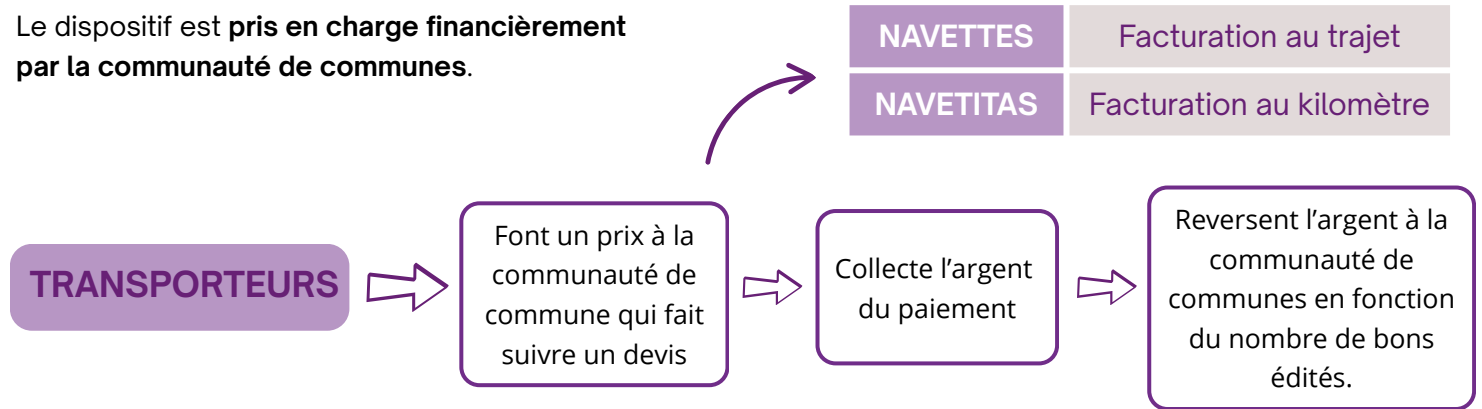 Le dispositif est pris en charge financièrement
par la communauté de communes.
NAVETTES
Facturation au trajet
NAVETITAS
Facturation au kilomètre
TRANSPORTEURS
Font un prix à la
communauté de
commune qui fait
suivre un devis
Collecte l’argent
du paiement
Reversent l’argent à la
communauté de
communes en fonction
du nombre de bons
édités.